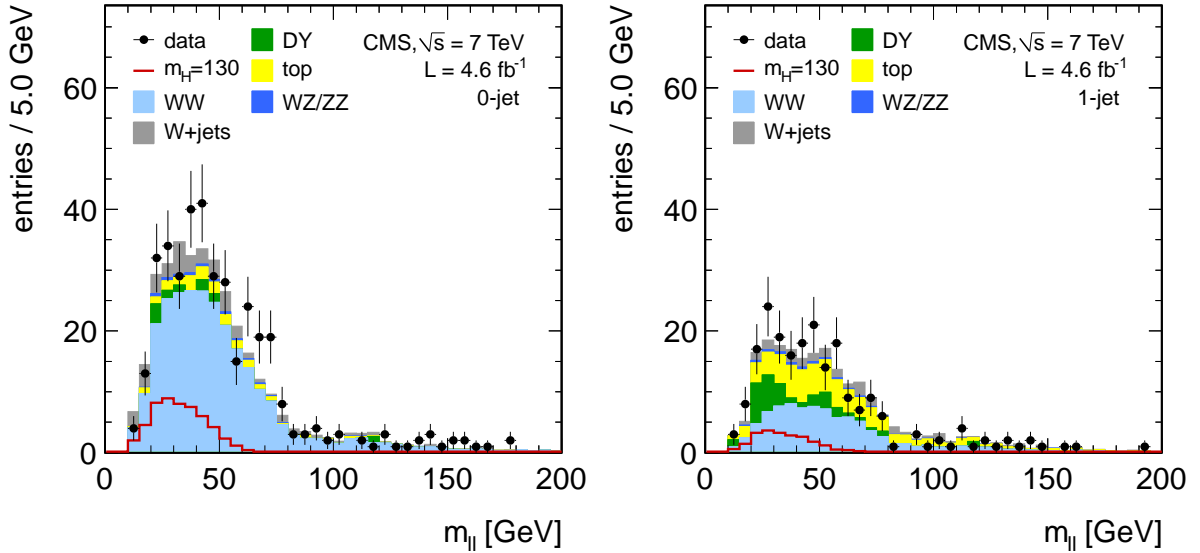 entries / 5.0 GeV
60
40
20
0
data
m_H=130
WW
W+jets
DY
top
WZ/ZZ
CMS, √s = 7 TeV
L = 4.6 fb⁻¹
0-jet
0 50 100 150 200
m_ll [GeV]
entries / 5.0 GeV
60
40
20
0
data
m_H=130
WW
W+jets
DY
top
WZ/ZZ
CMS, √s = 7 TeV
L = 4.6 fb⁻¹
1-jet
0 50 100 150 200
m_ll [GeV]